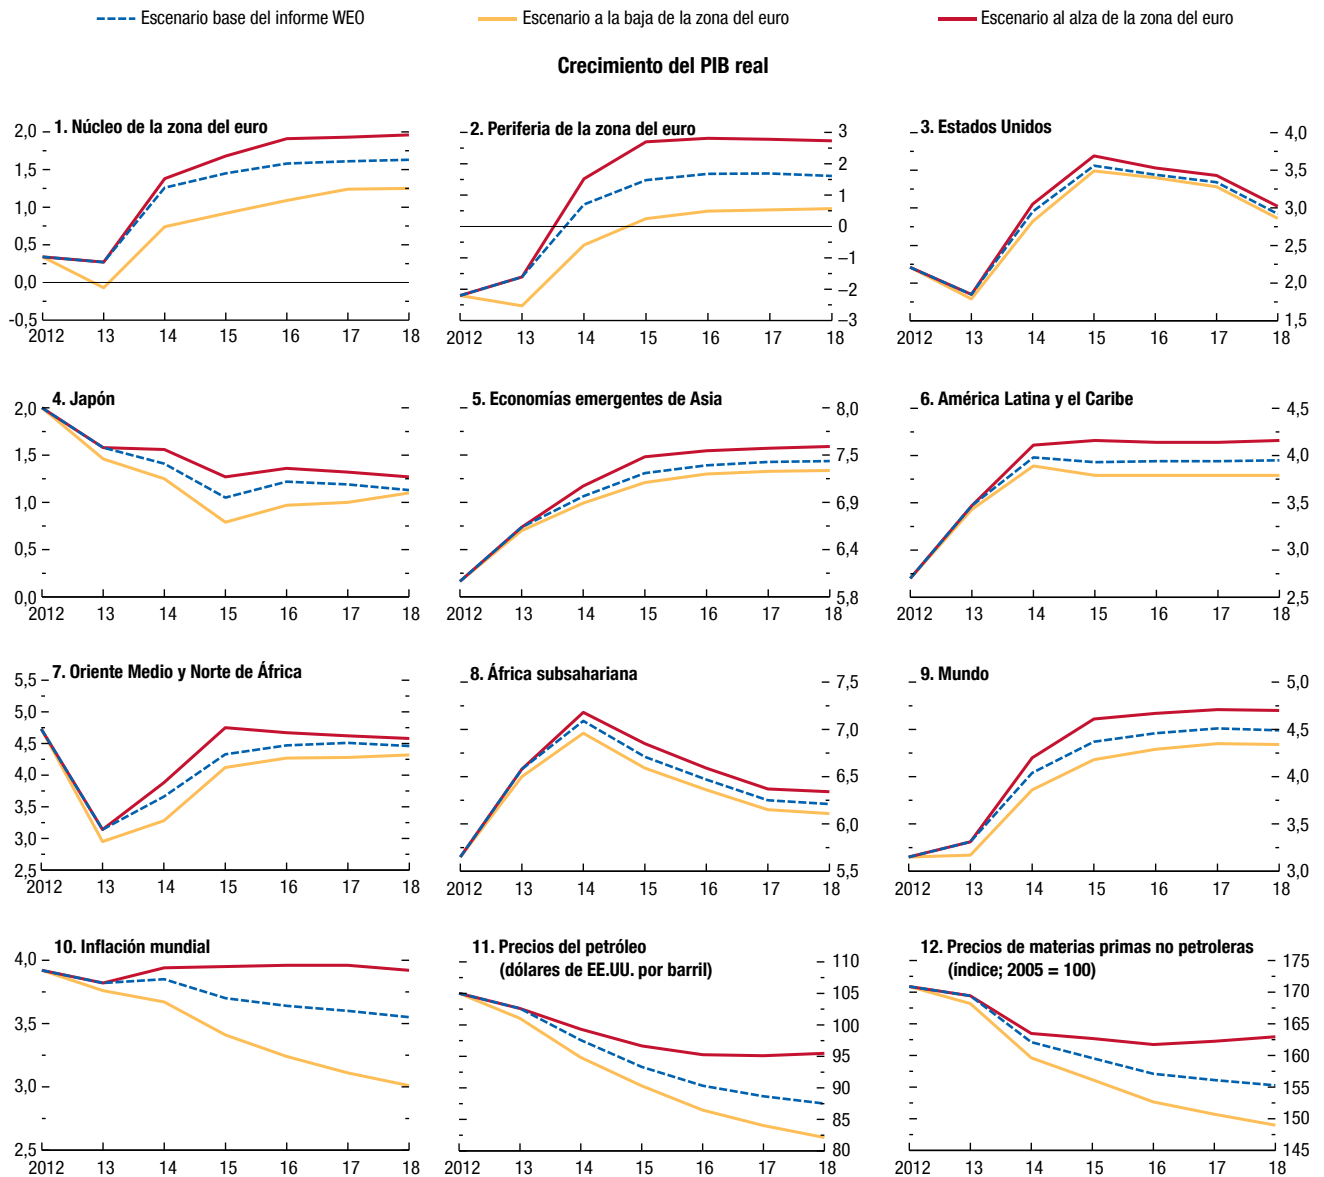 Escenario base del informe WEO
Escenario a la baja de la zona del euro
Escenario al alza de la zona del euro
Crecimiento del PIB real
1. Núcleo de la zona del euro
2,0
1,5
1,0
0,5
0,0
-0,5
2012 13 14 15 16 17 18
2. Periferia de la zona del euro
3
2
1
0
–1
–2
–3
2012 13 14 15 16 17 18
3. Estados Unidos
4,0
3,5
3,0
2,5
2,0
1,5
2012 13 14 15 16 17 18
4. Japón
2,0
1,5
1,0
0,5
0,0
2012 13 14 15 16 17 18
5. Economías emergentes de Asia
8,0
7,5
6,9
6,4
5,8
2012 13 14 15 16 17 18
6. América Latina y el Caribe
4,5
4,0
3,5
3,0
2,5
2012 13 14 15 16 17 18
7. Oriente Medio y Norte de África
5,5
5,0
4,5
4,0
3,5
3,0
2,5
2012 13 14 15 16 17 18
8. África subsahariana
7,5
7,0
6,5
6,0
5,5
2012 13 14 15 16 17 18
9. Mundo
5,0
4,5
4,0
3,5
3,0
2012 13 14 15 16 17 18
10. Inflación mundial
4,0
3,5
3,0
2,5
2012 13 14 15 16 17 18
11. Precios del petróleo
(dólares de EE.UU. por barril)
110
105
100
95
90
85
80
2012 13 14 15 16 17 18
12. Precios de materias primas no petroleras
(índice; 2005 = 100)
175
170
165
160
155
150
145
2012 13 14 15 16 17 18